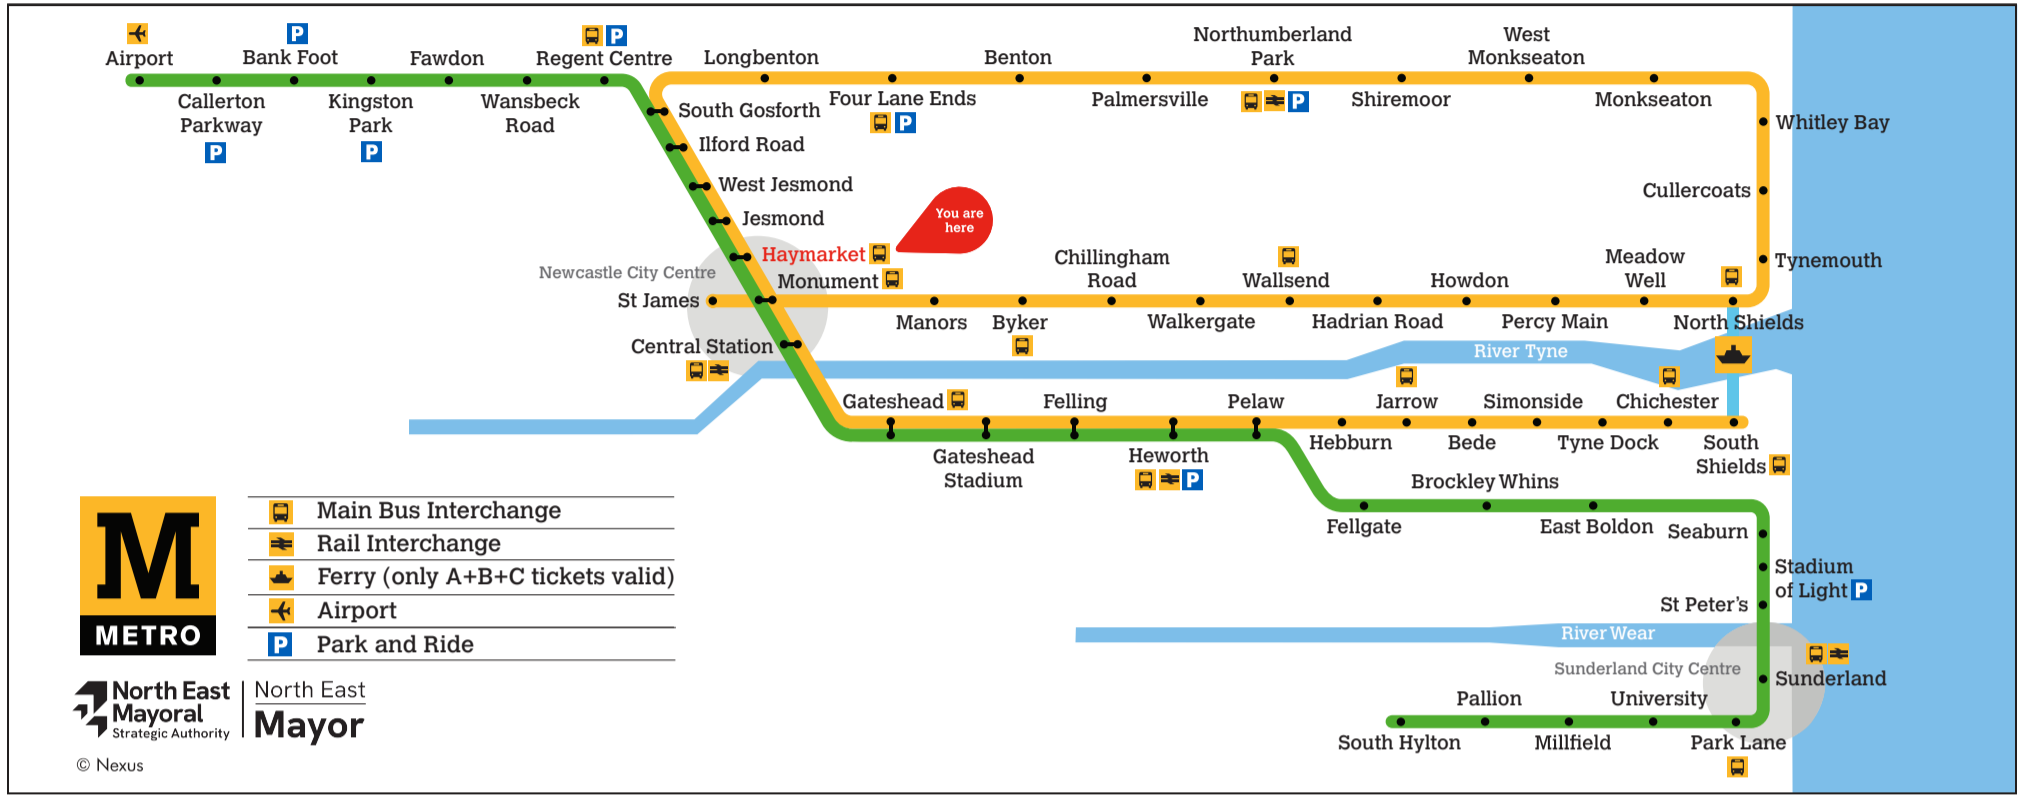 Airport
Callerton
Parkway
P
Bank Foot
P
Kingston
Park
P
Fawdon
Wansbeck
Road
Regent Centre
P
Longbenton
Four Lane Ends
P
Benton
Palmersville
Northumberland
Park
P
Shiremoor
West
Monkseaton
Monkseaton
Whitley Bay
Cullercoats
Tynemouth
South Gosforth
Ilford Road
West Jesmond
Jesmond
Haymarket
You are
here
Newcastle City Centre
Monument
St James
Central Station
Manors
Byker
Chillingham
Road
Walkergate
Wallsend
Hadrian Road
Howdon
Percy Main
Meadow
Well
North Shields
River Tyne
Gateshead
Gateshead
Stadium
Felling
Heworth
P
Pelaw
Hebburn
Jarrow
Bede
Simonside
Tyne Dock
Chichester
South
Shields
Fellgate
Brockley Whins
East Boldon
Seaburn
Stadium
of Light P
St Peter's
River Wear
Sunderland City Centre
Sunderland
Park Lane
University
Millfield
Pallion
South Hylton
M
METRO
Main Bus Interchange
Rail Interchange
Ferry (only A+B+C tickets valid)
Airport
P Park and Ride
North East
Mayoral
Strategic Authority
North East
Mayor
© Nexus